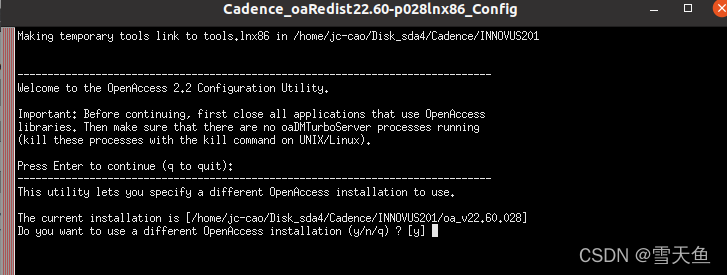 Cadence_oaRedist22.60-p028lnx86_Config
Making temporary tools link to tools.lnx86 in /home/jc-cao/Disk_sda4/Cadence/INNOVUS201
-------------------------------------------------------------------------------
Welcome to the OpenAccess 2.2 Configuration Utility.
Important: Before continuing, first close all applications that use OpenAccess
libraries. Then make sure that there are no oaDMTurboServer processes running
(kill these processes with the kill command on UNIX/Linux).
Press Enter to continue (q to quit):
-------------------------------------------------------------------------------
This utility lets you specify a different OpenAccess installation to use.
The current installation is [/home/jc-cao/Disk_sda4/Cadence/INNOVUS201/oa_v22.60.028]
Do you want to use a different OpenAccess installation (y/n/q) ? [y]
CSDN @雪天鱼